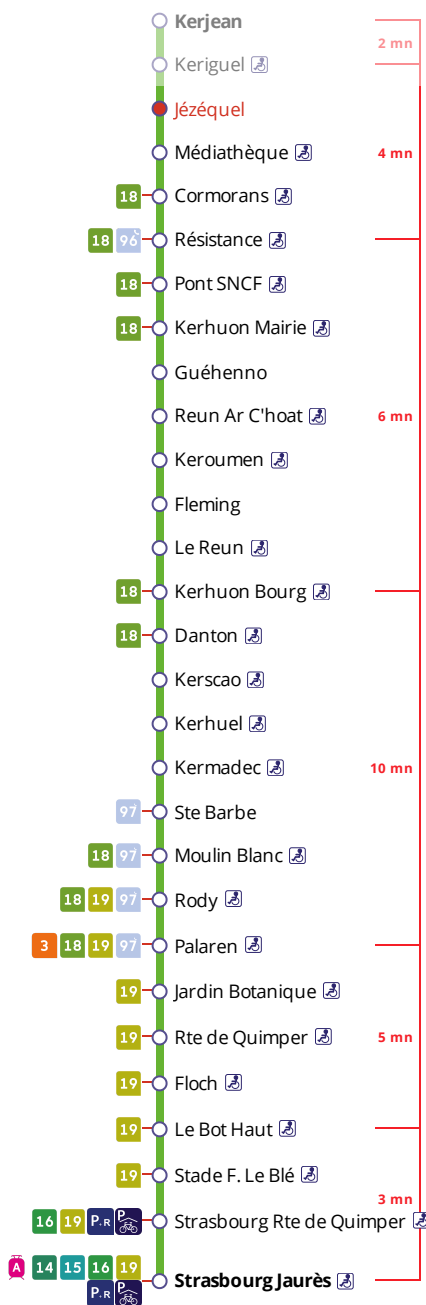 Kerjean
2 mn
Keriguel
Jézéquel
Médiathèque
4 mn
18 Cormorans
18 96 Résistance
18 Pont SNCF
18 Kerhuon Mairie
Guéhenno
Reun Ar C'hoat
6 mn
Keroumen
Fleming
Le Reun
18 Kerhuon Bourg
18 Danton
Kerscao
Kerhuel
Kermadec
10 mn
97 Ste Barbe
18 97 Moulin Blanc
18 19 97 Rody
3 18 19 97 Palaren
19 Jardin Botanique
19 Rte de Quimper
5 mn
19 Floch
19 Le Bot Haut
19 Stade F. Le Blé
3 mn
16 19 P.R P Strasbourg Rte de Quimper
A 14 15 16 19
Strasbourg Jaurès
P.R P